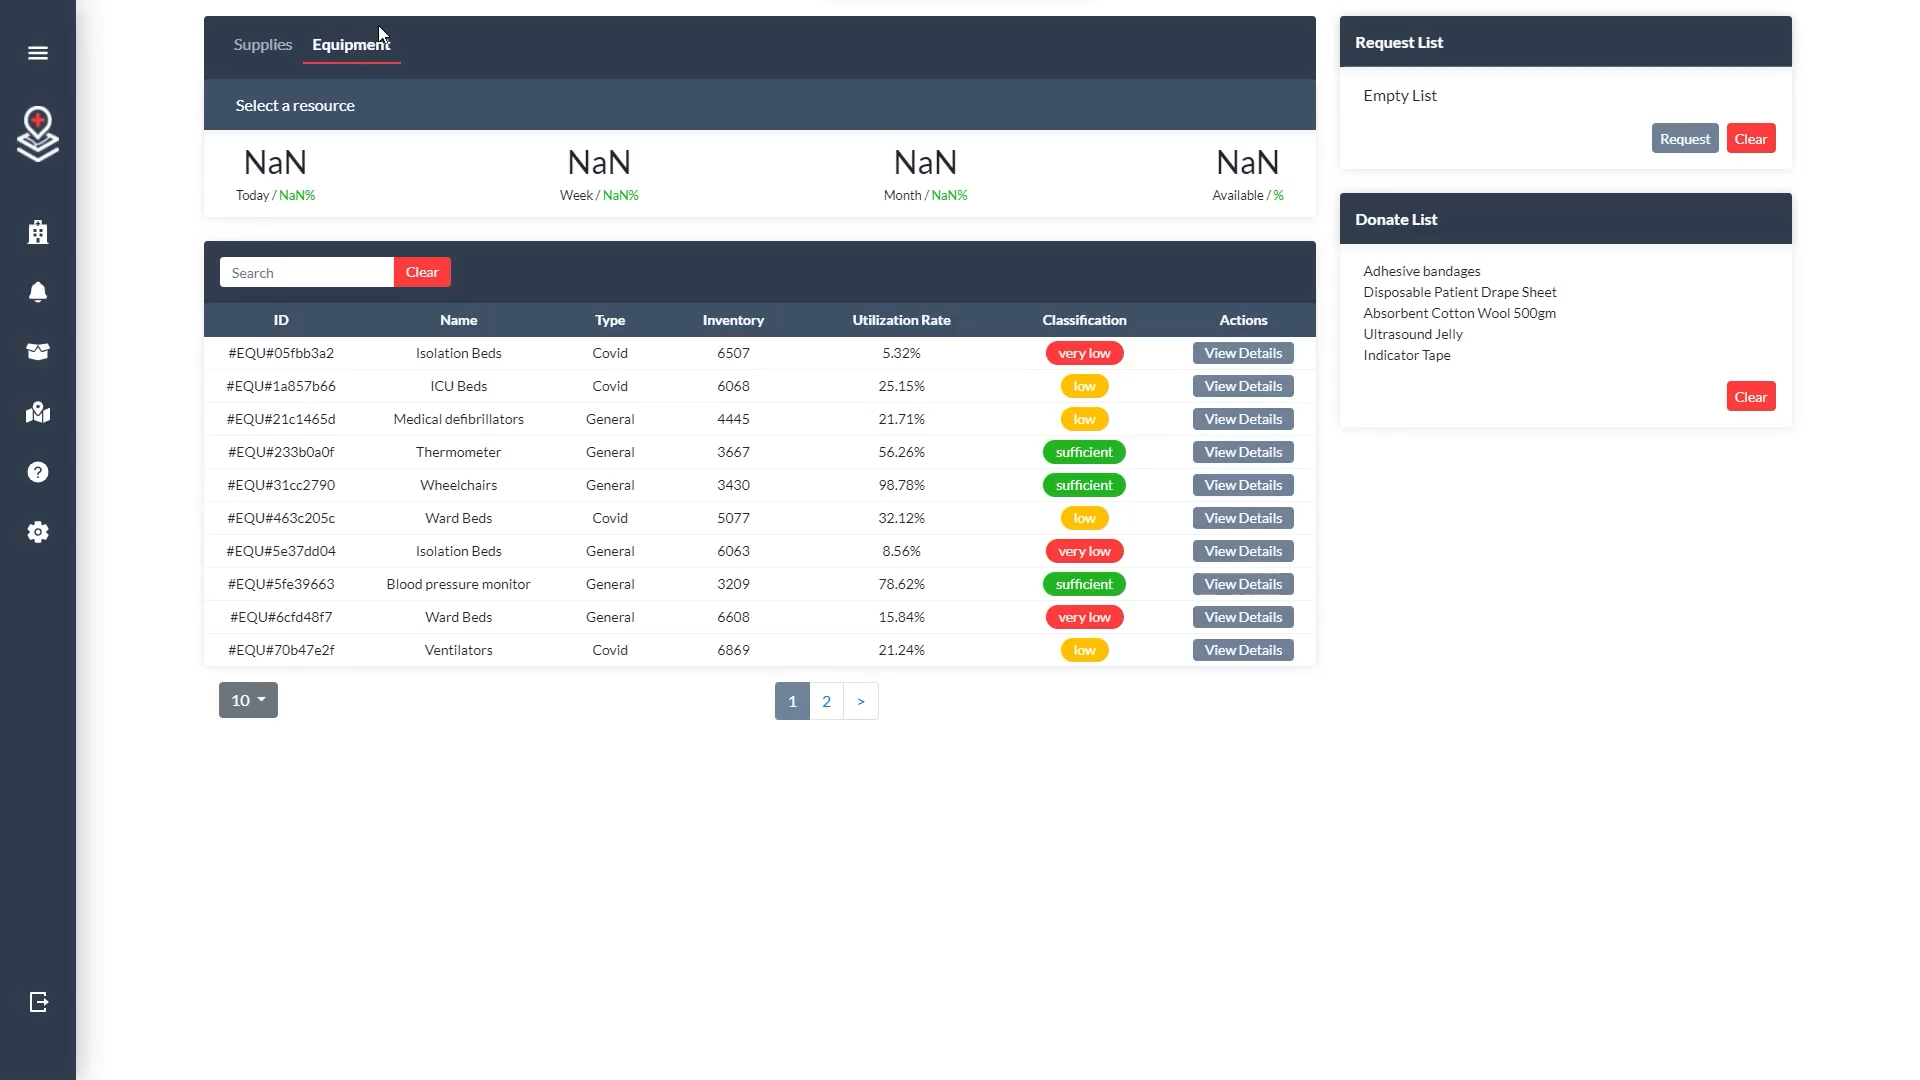 Supplies Equipment
Select a resource
NaN NaN NaN NaN
Today / NaN% Week / NaN% Month / NaN% Available / %
Search Clear
ID Name Type Inventory Utilization Rate Classification Actions
#EQU#05fbb3a2 Isolation Beds Covid 6507 5.32% very low View Details
#EQU#1a857b66 ICU Beds Covid 6068 25.15% low View Details
#EQU#21c1465d Medical defibrillators General 4445 21.71% low View Details
#EQU#233b0a0f Thermometer General 3667 56.26% sufficient View Details
#EQU#31cc2790 Wheelchairs General 3430 98.78% sufficient View Details
#EQU#463c205c Ward Beds Covid 5077 32.12% low View Details
#EQU#5e37dd04 Isolation Beds General 6063 8.56% very low View Details
#EQU#5fe39663 Blood pressure monitor General 3209 78.62% sufficient View Details
#EQU#6cfd48f7 Ward Beds General 6608 15.84% very low View Details
#EQU#70b47e2f Ventilators Covid 6869 21.24% low View Details
10
1 2 >
Request List
Empty List
Request Clear
Donate List
Adhesive bandages
Disposable Patient Drape Sheet
Absorbent Cotton Wool 500gm
Ultrasound Jelly
Indicator Tape
Clear